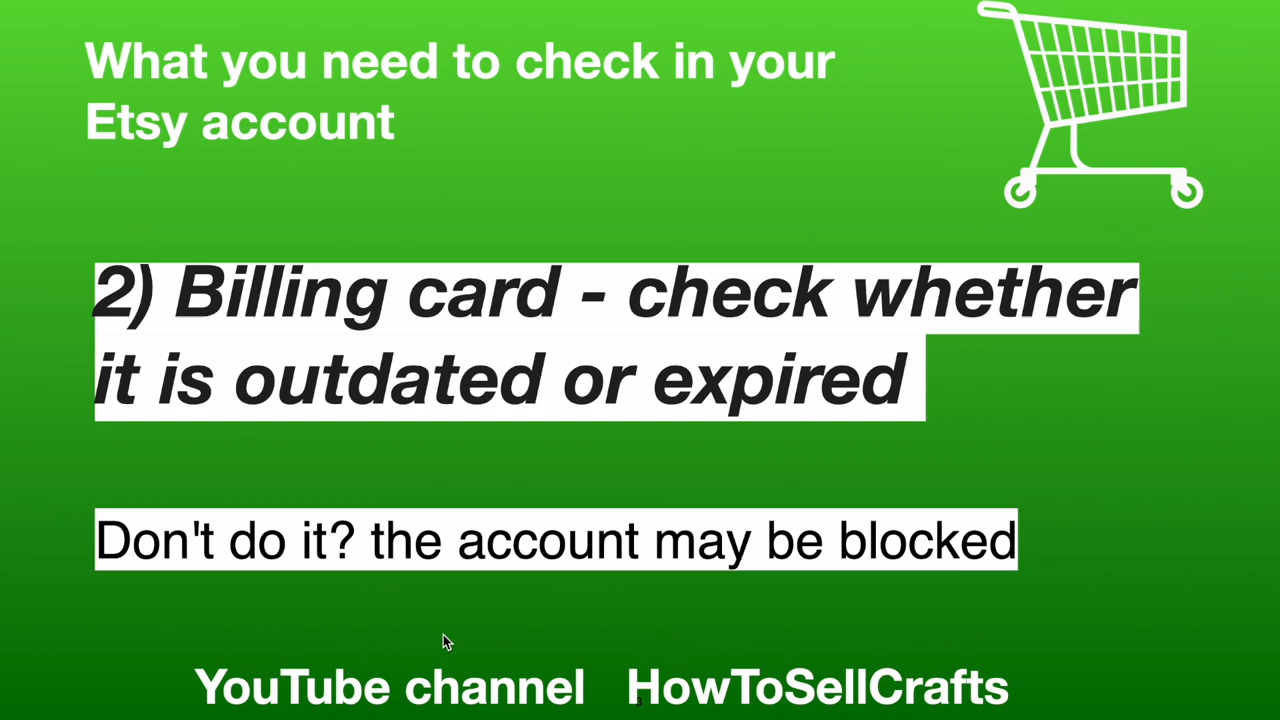 What you need to check in your
Etsy account
2) Billing card - check whether
it is outdated or expired
Don't do it? the account may be blocked
YouTube channel HowToSellCrafts